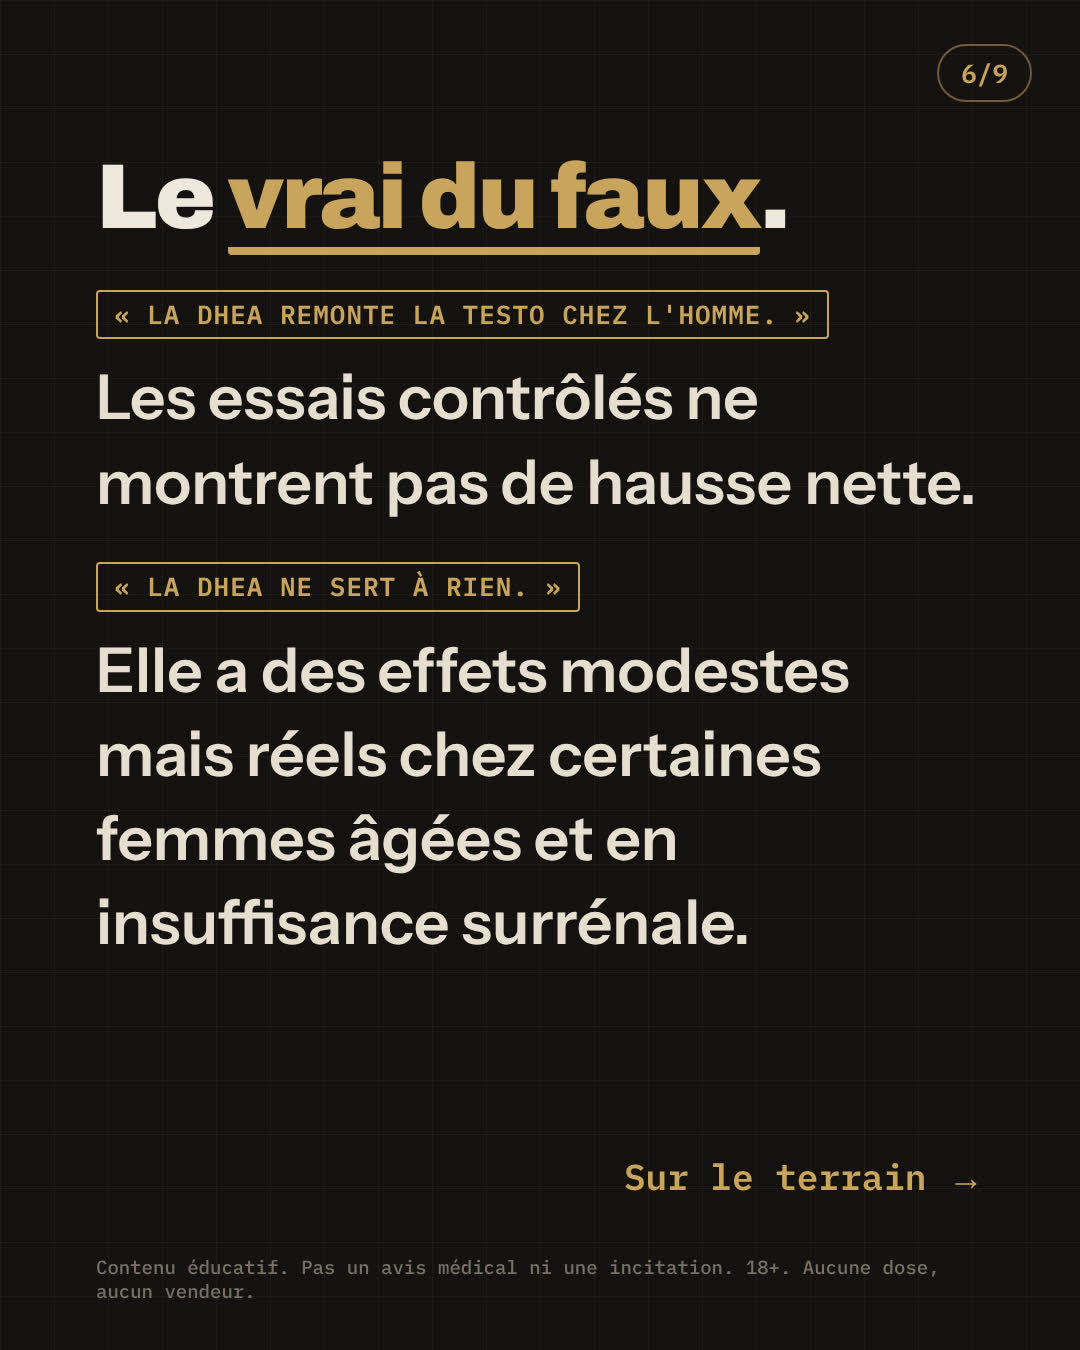 6/9
Le vrai du faux.
« LA DHEA REMONTE LA TESTO CHEZ L'HOMME. »
Les essais contrôlés ne
montrent pas de hausse nette.
« LA DHEA NE SERT À RIEN. »
Elle a des effets modestes
mais réels chez certaines
femmes âgées et en
insuffisance surrénale.
Sur le terrain →
Contenu éducatif. Pas un avis médical ni une incitation. 18+. Aucune dose,
aucun vendeur.